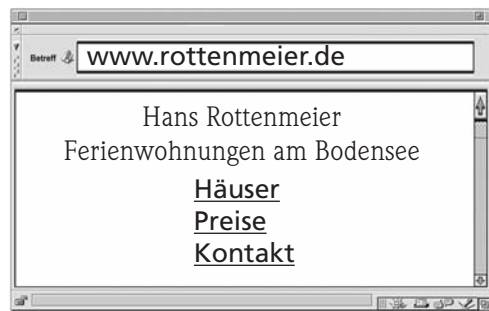 Betreff www.rottenmeier.de
Hans Rottenmeier
Ferienwohnungen am Bodensee
Häuser
Preise
Kontakt